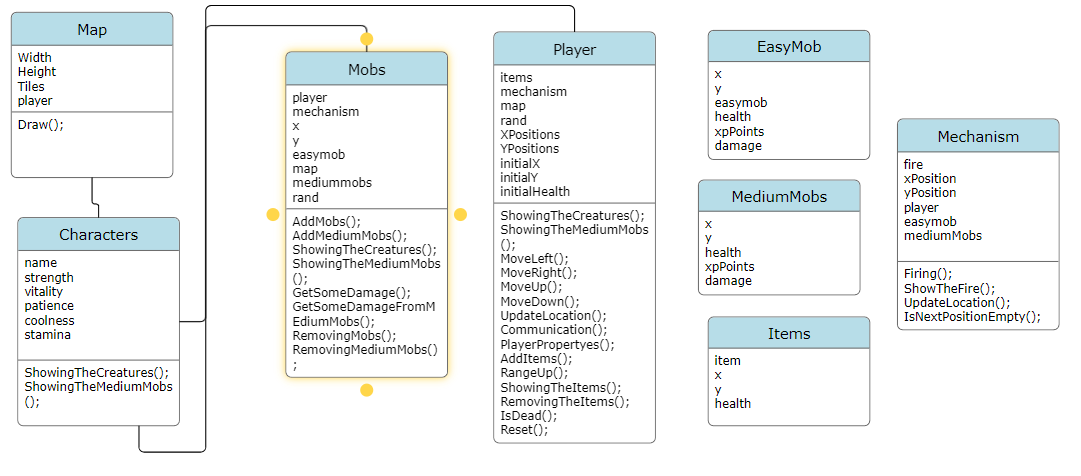 Map
Width
Height
Tiles
player
Draw();
Characters
name
strength
vitality
patience
coolness
stamina
ShowingTheCreatures();
ShowingTheMediumMobs
();
Mobs
player
mechanism
x
y
easymob
map
mediummobs
rand
AddMobs();
AddMediumMobs();
ShowingTheCreatures();
ShowingTheMediumMobs
();
GetSomeDamage();
GetSomeDamageFromM
EdiumMobs();
RemovingMobs();
RemovingMediumMobs()
;
Player
items
mechanism
map
rand
XPositions
YPositions
initialX
initialY
initialHealth
ShowingTheCreatures();
ShowingTheMediumMobs
();
MoveLeft();
MoveRight();
MoveUp();
MoveDown();
UpdateLocation();
Communication();
PlayerPropertyes();
AddItems();
RangeUp();
ShowingTheItems();
RemovingTheItems();
IsDead();
Reset();
EasyMob
x
y
easymob
health
xpPoints
damage
MediumMobs
x
y
health
xpPoints
damage
Items
item
x
y
health
Mechanism
fire
xPosition
yPosition
player
easymob
mediumMobs
Firing();
ShowTheFire();
UpdateLocation();
IsNextPositionEmpty();